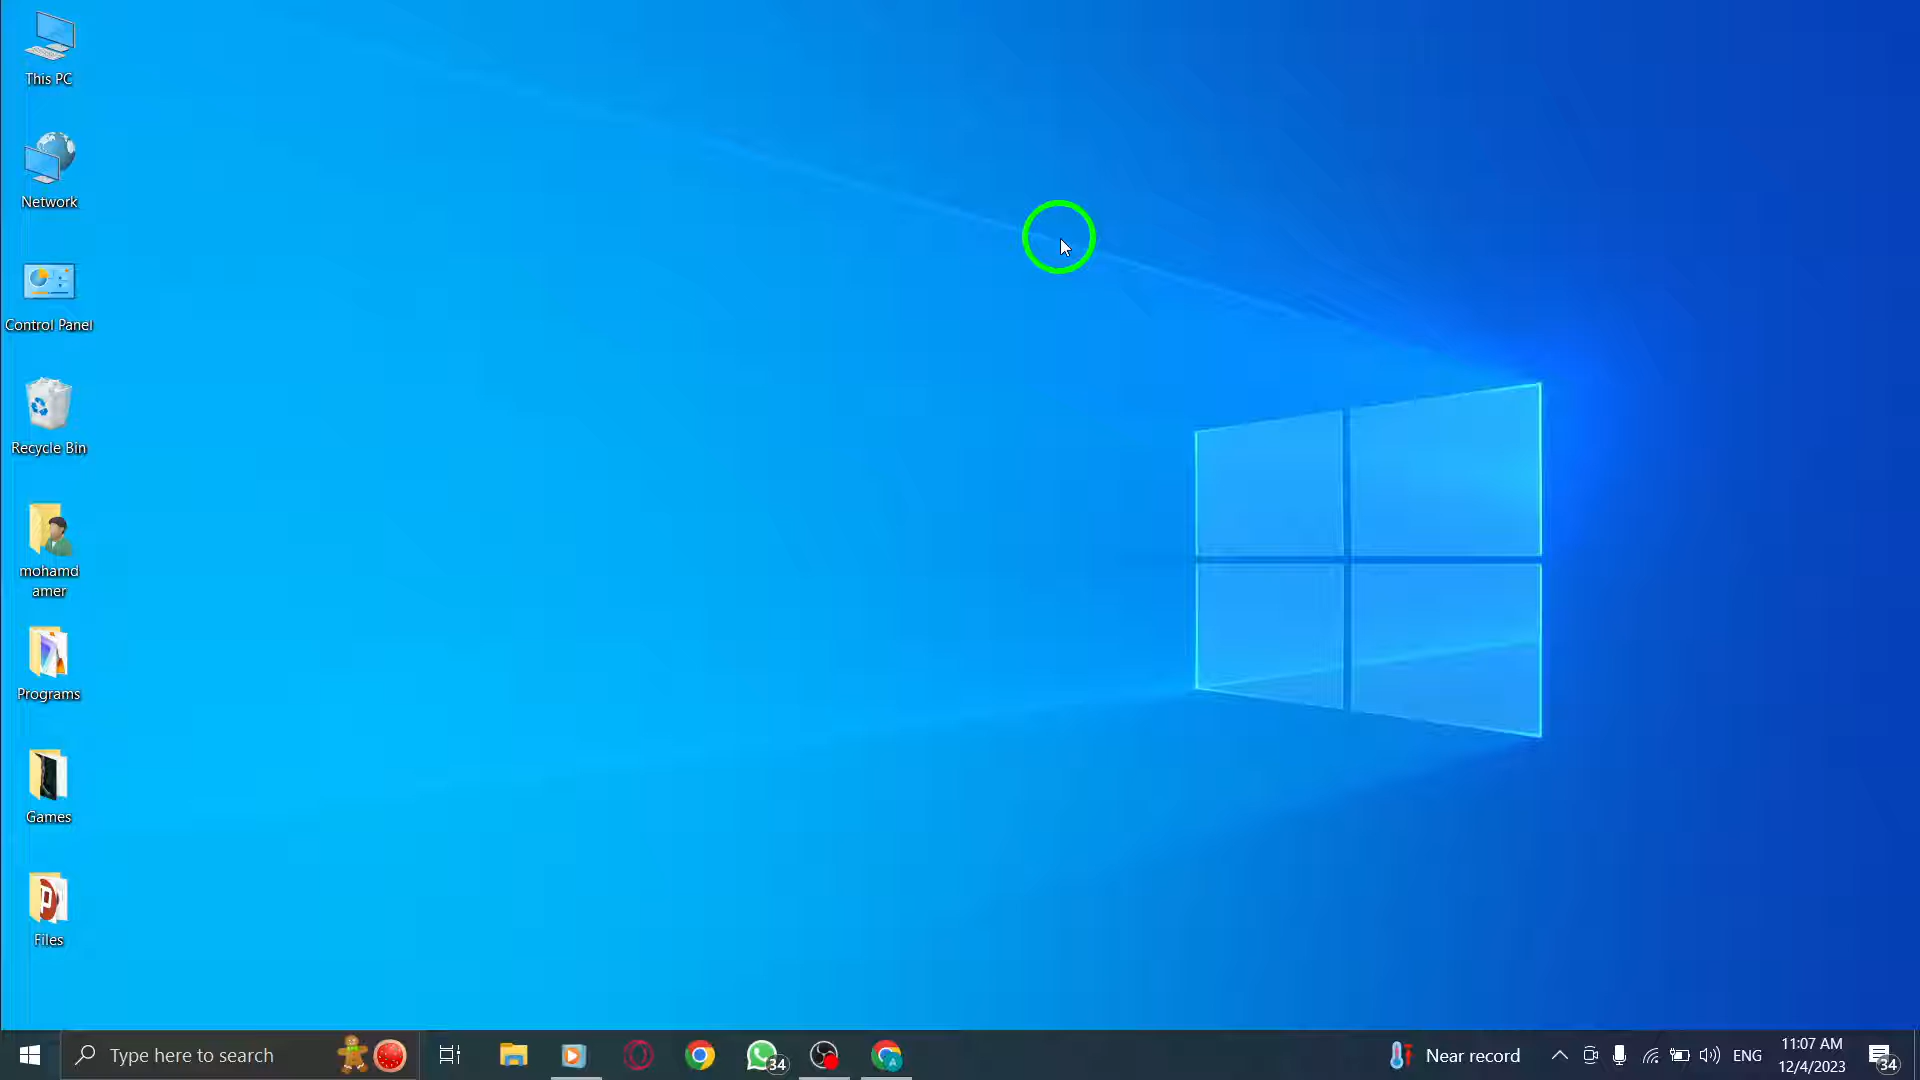 This PC
Network
Control Panel
Recycle Bin
mohamd
amer
Programs
Games
Files
Type here to search
34
Near record
ENG
11:07 AM
12/4/2023
34